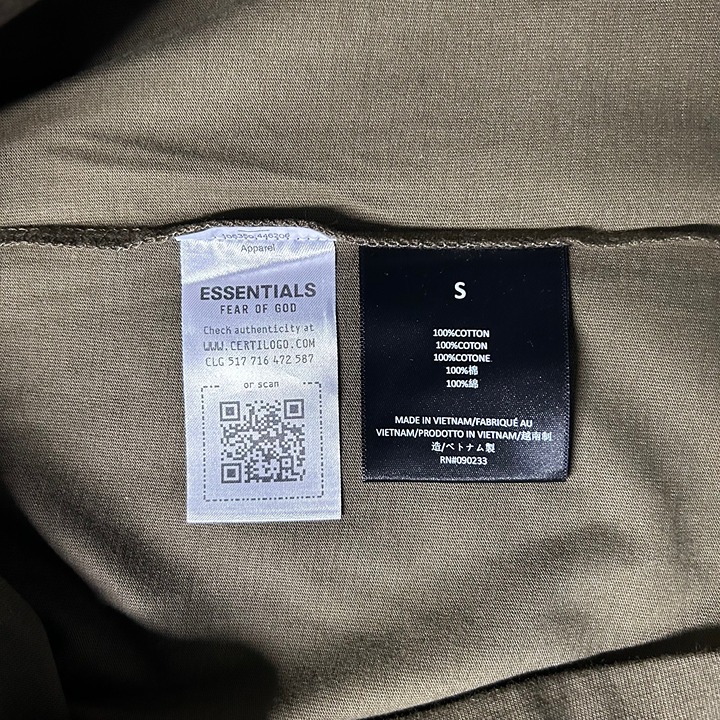 Apparel
ESSENTIALS
FEAR OF GOD
Check authenticity at
WWW.CERTILOGO.COM
CLG 517 716 472 587
or scan
S
100%COTTON
100%COTON
100%COTONE
100%棉
100%綿
MADE IN VIETNAM/FABRIQUÉ AU
VIETNAM/PRODOTTO IN VIETNAM/越南制
造/ベトナム製
RN#090233